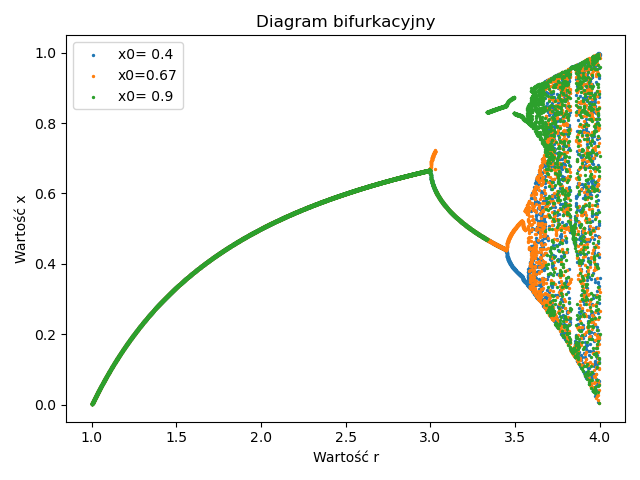 Diagram bifurkacyjny
x0= 0.4
x0=0.67
x0= 0.9
Wartość x
1.0
0.8
0.6
0.4
0.2
0.0
1.0 1.5 2.0 2.5 3.0 3.5 4.0
Wartość r